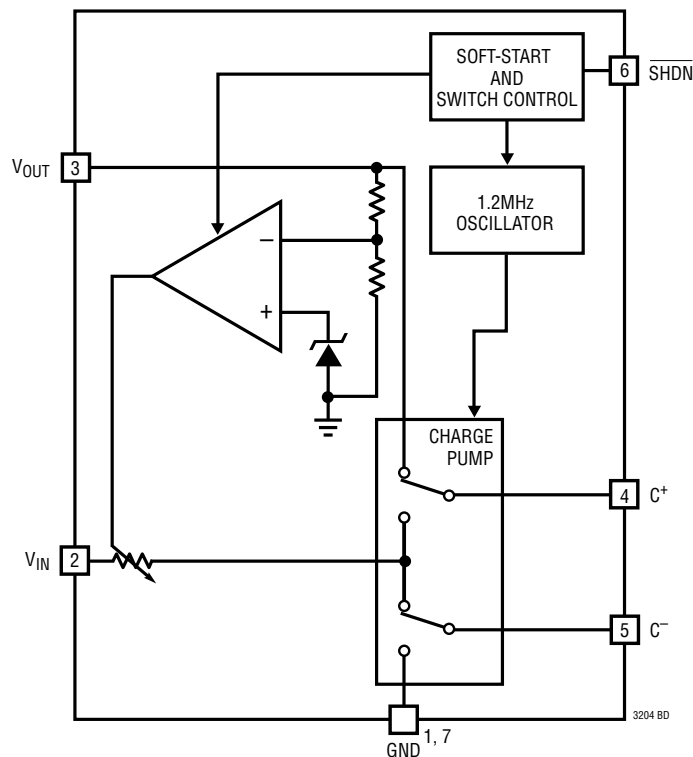 SOFT-START
AND
SWITCH CONTROL
6
SHDN
VOUT
3
1.2MHz
OSCILLATOR
–
+
CHARGE
PUMP
4
C+
VIN
2
5
C–
1, 7
GND
3204 BD